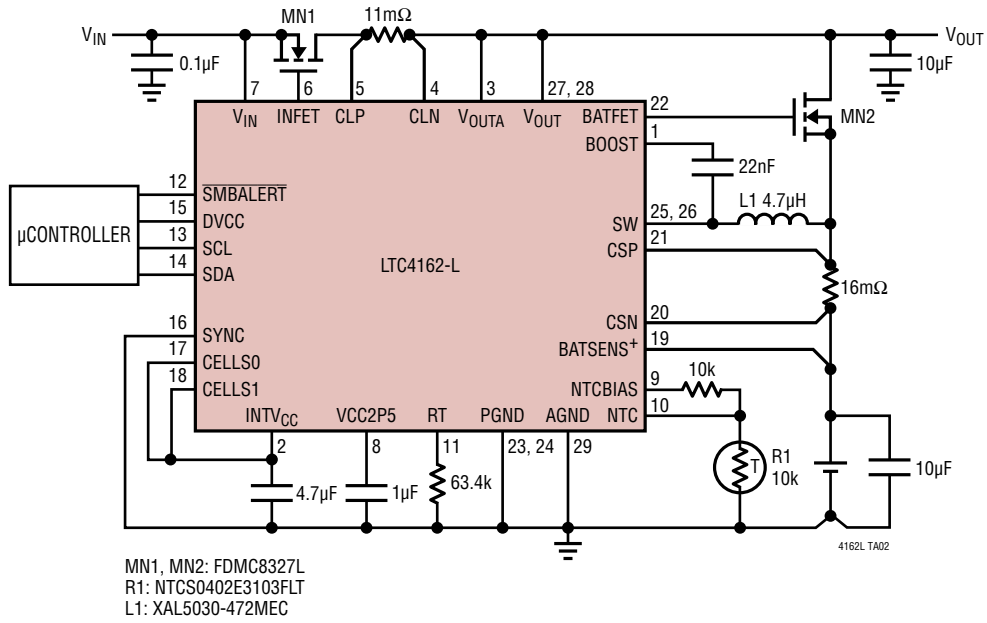 MN1
11mΩ
VIN
VOUT
0.1µF
10µF
7
6
5
4
3
27, 28
VIN
INFET
CLP
CLN
VOUTA
VOUT
BATFET
22
MN2
BOOST
1
22nF
12
SMBALERT
15
DVCC
13
SCL
14
SDA
µCONTROLLER
SW
25, 26
L1 4.7µH
CSP
21
LTC4162-L
16mΩ
16
SYNC
17
CELLS0
18
CELLS1
CSN
20
BATSENS+
19
NTCBIAS
9
10k
NTC
10
INTVCC
VCC2P5
RT
PGND
AGND
2
8
11
23, 24
29
T
R1
10k
4.7µF
1µF
63.4k
10µF
4162L TA02
MN1, MN2: FDMC8327L
R1: NTCS0402E3103FLT
L1: XAL5030-472MEC